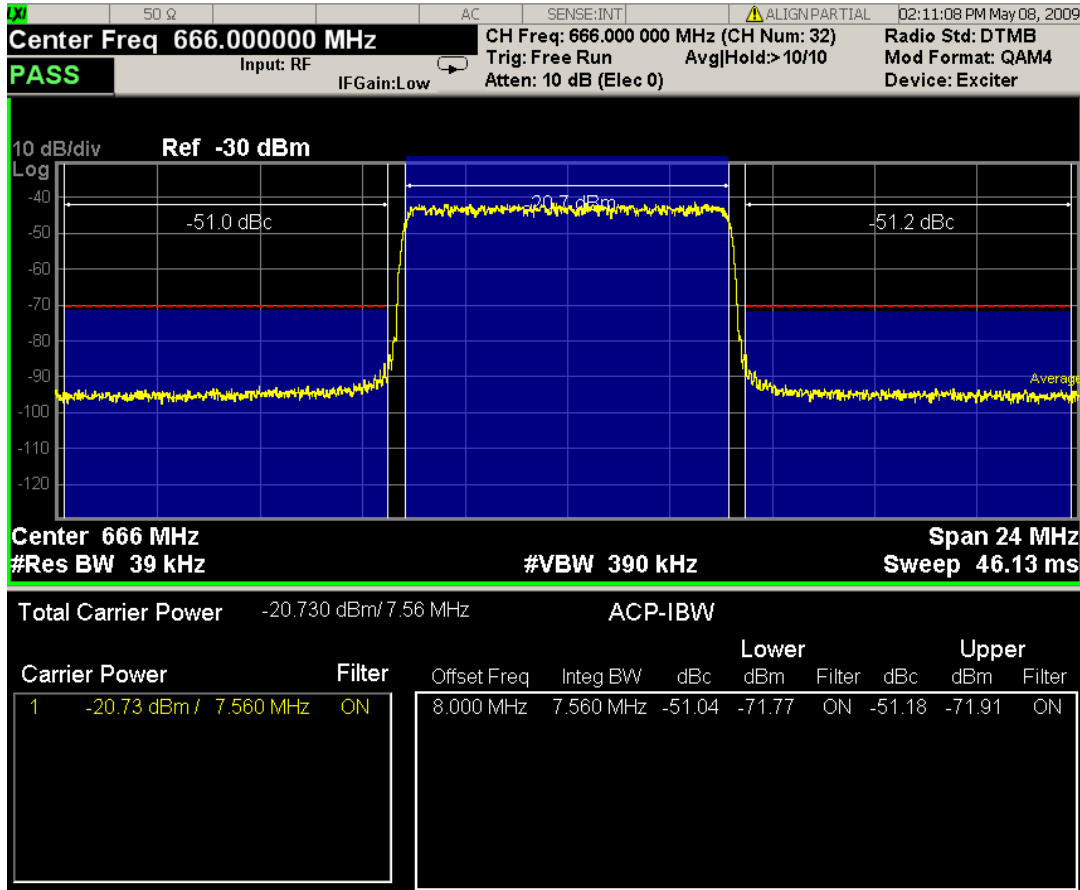 LXI 50 Ω AC SENSE:INT ALIGN PARTIAL 02:11:08 PM May 08, 2009
Center Freq 666.000000 MHz CH Freq: 666.000 000 MHz (CH Num: 32) Radio Std: DTMB
Input: RF Trig: Free Run Avg|Hold:>10/10 Mod Format: QAM4
PASS IFGain:Low Atten: 10 dB (Elec 0) Device: Exciter
10 dB/div Ref -30 dBm
Log
-40
-20.7 dBm
-51.0 dBc -51.2 dBc
-50
-60
-70
-80
-90
Average
-100
-110
-120
Center 666 MHz Span 24 MHz
#Res BW 39 kHz #VBW 390 kHz Sweep 46.13 ms
Total Carrier Power -20.730 dBm/ 7.56 MHz ACP-IBW
Lower Upper
Carrier Power Filter Offset Freq Integ BW dBc dBm Filter dBc dBm Filter
1 -20.73 dBm / 7.560 MHz ON 8.000 MHz 7.560 MHz -51.04 -71.77 ON -51.18 -71.91 ON